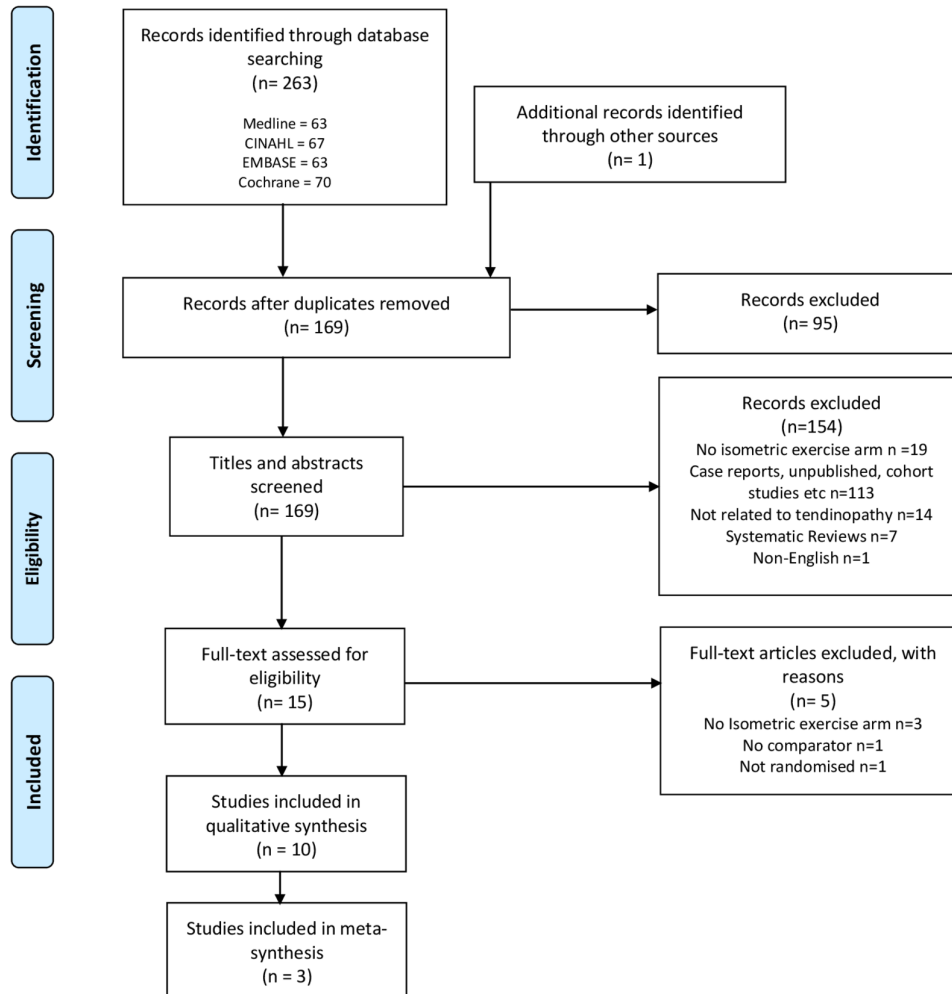 Identification
Records identified through database
searching
(n= 263)
Medline = 63
CINAHL = 67
EMBASE = 63
Cochrane = 70
Additional records identified
through other sources
(n= 1)
Screening
Records after duplicates removed
(n= 169)
Records excluded
(n= 95)
Titles and abstracts
screened
(n= 169)
Records excluded
(n=154)
No isometric exercise arm n =19
Case reports, unpublished, cohort
studies etc n=113
Not related to tendinopathy n=14
Systematic Reviews n=7
Non-English n=1
Eligibility
Full-text assessed for
eligibility
(n= 15)
Full-text articles excluded, with
reasons
(n= 5)
No Isometric exercise arm n=3
No comparator n=1
Not randomised n=1
Included
Studies included in
qualitative synthesis
(n = 10)
Studies included in meta-
synthesis
(n = 3)